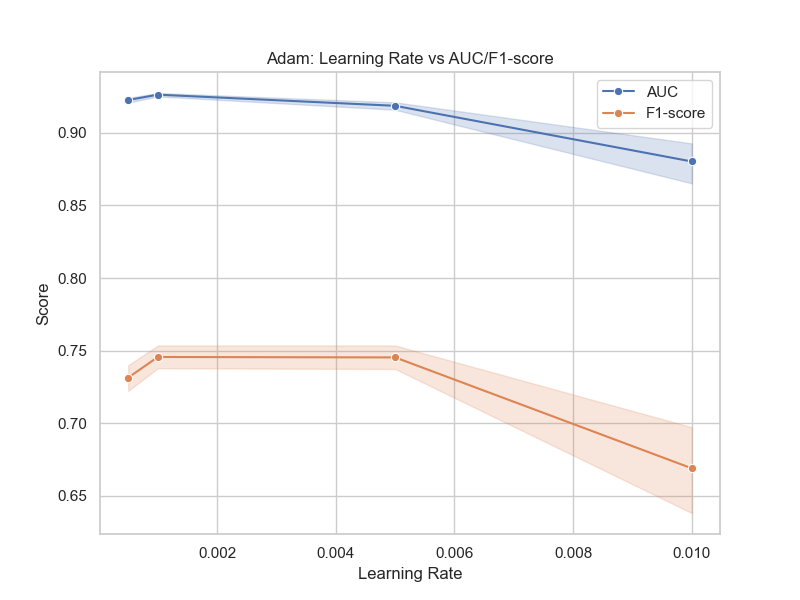 Adam: Learning Rate vs AUC/F1-score
AUC
F1-score
Score
0.90
0.85
0.80
0.75
0.70
0.65
0.002
0.004
0.006
0.008
0.010
Learning Rate